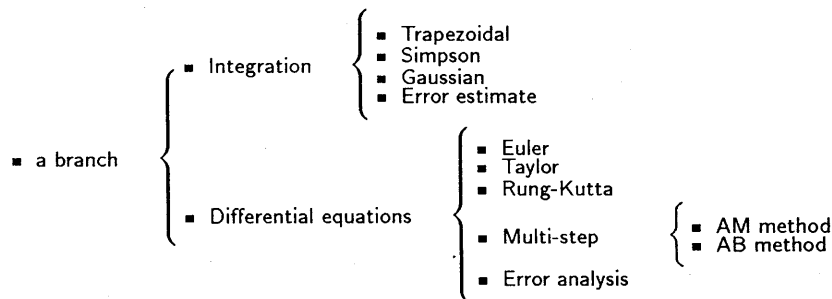 ■ a branch
■ Integration
■ Trapezoidal
■ Simpson
■ Gaussian
■ Error estimate
■ Differential equations
■ Euler
■ Taylor
■ Rung-Kutta
■ Multi-step
■ AM method
■ AB method
■ Error analysis